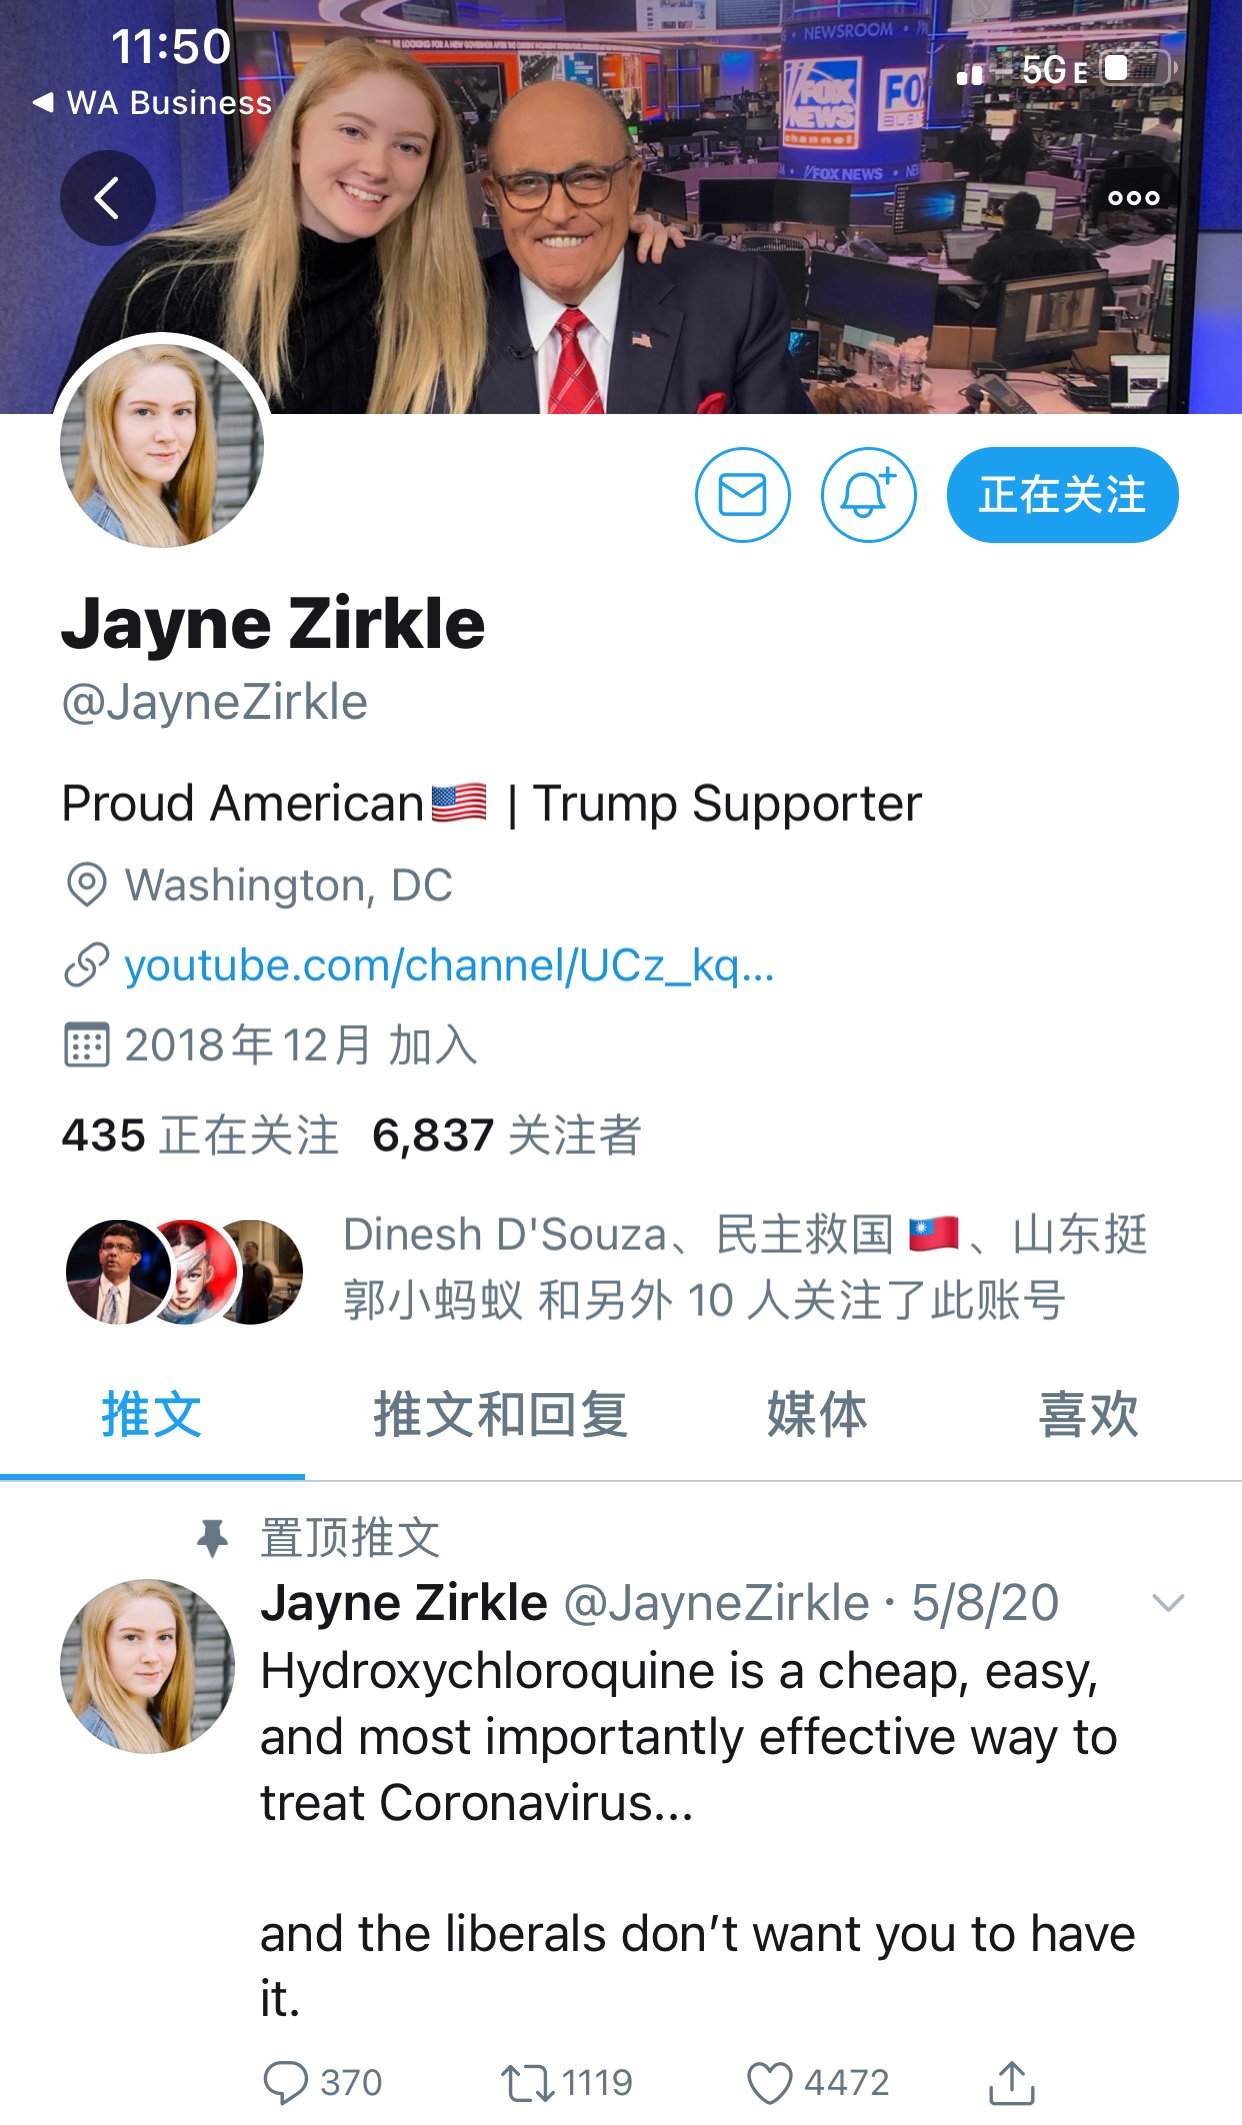 11:50
5G E
WA Business
NEWSROOM
FOX
NEWS
channel
FO
BUS
FOX NEWS
正在关注
Jayne Zirkle
@JayneZirkle
Proud American🇺🇸 | Trump Supporter
Washington, DC
youtube.com/channel/UCz_kq...
2018年12月 加入
435 正在关注 6,837 关注者
Dinesh D'Souza、民主救国🇹🇼、山东挺
郭小蚂蚁 和另外 10 人关注了此账号
推文 推文和回复 媒体 喜欢
置顶推文
Jayne Zirkle @JayneZirkle · 5/8/20
Hydroxychloroquine is a cheap, easy,
and most importantly effective way to
treat Coronavirus...
and the liberals don’t want you to have
it.
370 1119 4472